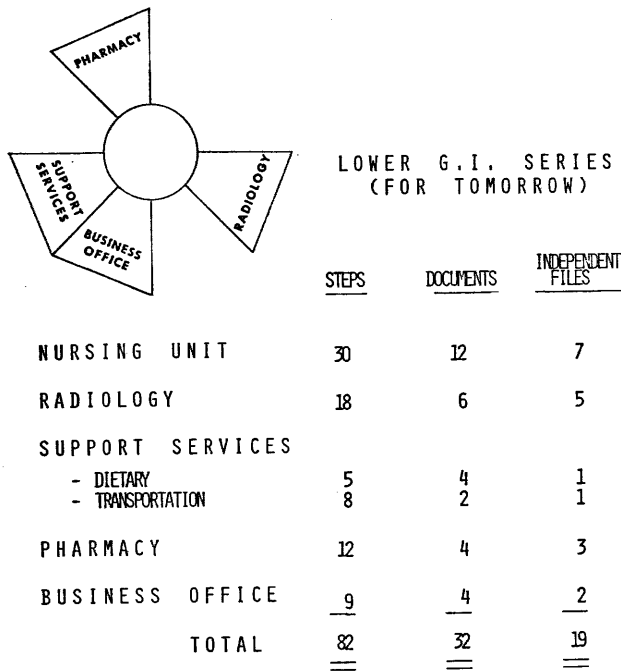 PHARMACY
SUPPORT
SERVICES
BUSINESS
OFFICE
RADIOLOGY
LOWER G.I. SERIES
(FOR TOMORROW)
STEPS DOCUMENTS INDEPENDENT FILES
NURSING UNIT 30 12 7
RADIOLOGY 18 6 5
SUPPORT SERVICES
- DIETARY 5 4 1
- TRANSPORTATION 8 2 1
PHARMACY 12 4 3
BUSINESS OFFICE 9 4 2
TOTAL 82 32 19